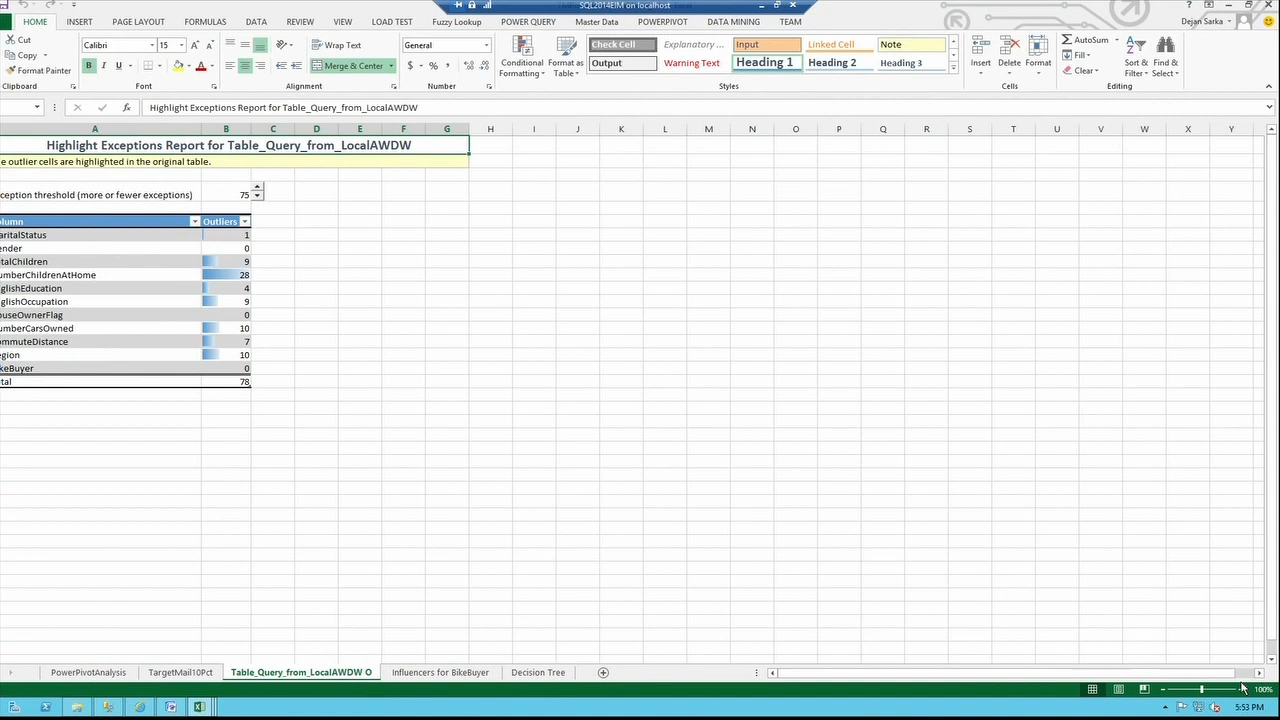 SQL2014EIM on localhost
HOME INSERT PAGE LAYOUT FORMULAS DATA REVIEW VIEW LOAD TEST Fuzzy Lookup POWER QUERY Master Data POWERPIVOT DATA MINING TEAM Dejan Sarka
Cut
Copy
Format Painter
Clipboard
Calibri 15
B I U
Font
Wrap Text
Merge & Center
Alignment
General
$ % ,
Number
Conditional Formatting
Format as Table
Check Cell Explanatory ... Input Linked Cell Note
Output Warning Text Heading 1 Heading 2 Heading 3
Styles
Insert Delete Format
Cells
AutoSum
Fill
Clear
Sort & Filter
Find & Select
Editing
fx Highlight Exceptions Report for Table_Query_from_LocalAWDW
A B C D E F G H I J K L M N O P Q R S T U V W X Y
Highlight Exceptions Report for Table_Query_from_LocalAWDW
e outlier cells are highlighted in the original table.
ception threshold (more or fewer exceptions) 75
olumn Outliers
aritalStatus 1
ender 0
talChildren 9
umberChildrenAtHome 28
glishEducation 4
glishOccupation 9
ouseOwnerFlag 0
umberCarsOwned 10
ommuteDistance 7
egion 10
keBuyer 0
tal 78
PowerPivotAnalysis TargetMail10Pct Table_Query_from_LocalAWDW O Influencers for BikeBuyer Decision Tree
100%
5:53 PM